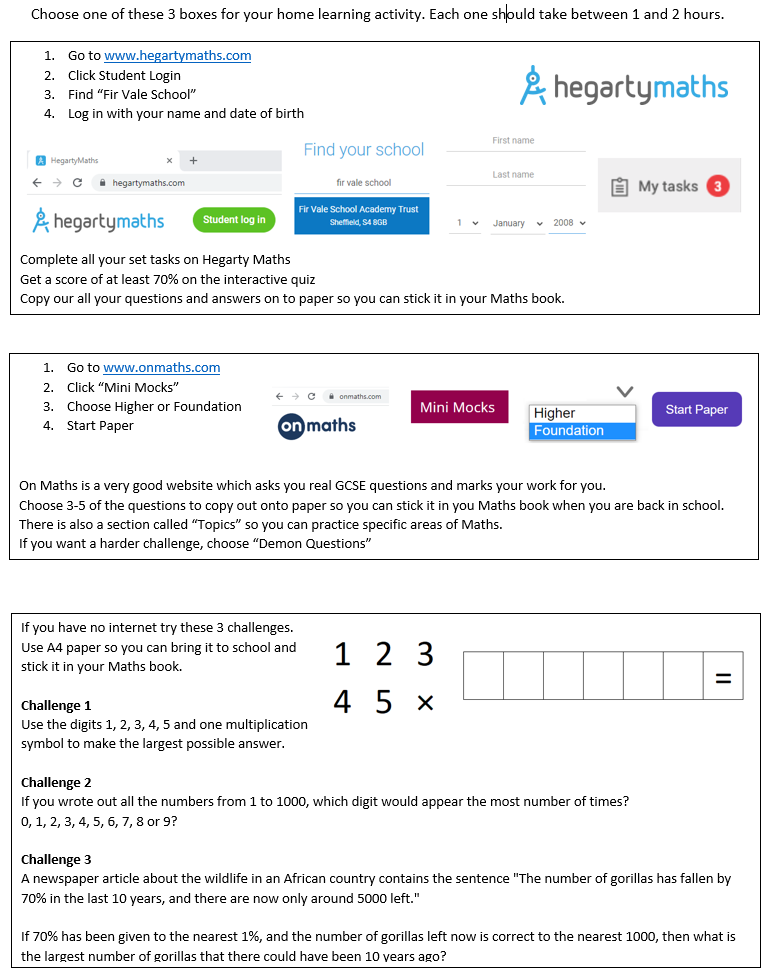 Choose one of these 3 boxes for your home learning activity. Each one should take between 1 and 2 hours.
1. Go to www.hegartymaths.com
2. Click Student Login
3. Find “Fir Vale School”
4. Log in with your name and date of birth
hegartymaths
HegartyMaths × +
hegartymaths.com
hegartymaths
Student log in
Find your school
fir vale school
Fir Vale School Academy Trust
Sheffield, S4 8GB
First name
Last name
1 January 2008
My tasks 3
Complete all your set tasks on Hegarty Maths
Get a score of at least 70% on the interactive quiz
Copy our all your questions and answers on to paper so you can stick it in your Maths book.
1. Go to www.onmaths.com
2. Click “Mini Mocks”
3. Choose Higher or Foundation
4. Start Paper
onmaths.com
onmaths
Mini Mocks
Higher
Foundation
Start Paper
On Maths is a very good website which asks you real GCSE questions and marks your work for you.
Choose 3-5 of the questions to copy out onto paper so you can stick it in you Maths book when you are back in school.
There is also a section called “Topics” so you can practice specific areas of Maths.
If you want a harder challenge, choose “Demon Questions”
If you have no internet try these 3 challenges.
Use A4 paper so you can bring it to school and
stick it in your Maths book.
1 2 3
4 5 ×
=
Challenge 1
Use the digits 1, 2, 3, 4, 5 and one multiplication
symbol to make the largest possible answer.
Challenge 2
If you wrote out all the numbers from 1 to 1000, which digit would appear the most number of times?
0, 1, 2, 3, 4, 5, 6, 7, 8 or 9?
Challenge 3
A newspaper article about the wildlife in an African country contains the sentence "The number of gorillas has fallen by
70% in the last 10 years, and there are now only around 5000 left."
If 70% has been given to the nearest 1%, and the number of gorillas left now is correct to the nearest 1000, then what is
the largest number of gorillas that there could have been 10 years ago?